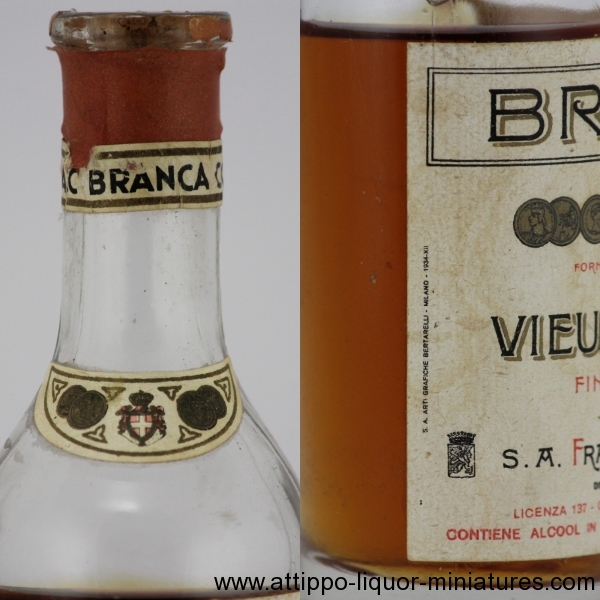 AC BRANCA C
BR
FORN
VIEU
FIN
S. A. FRA
LICENZA 137 -
CONTIENE ALCOOL IN
S. A. ARTI GRAFICHE BERTARELLI - MILANO - 1934-XII
www.attippo-liquor-miniatures.com